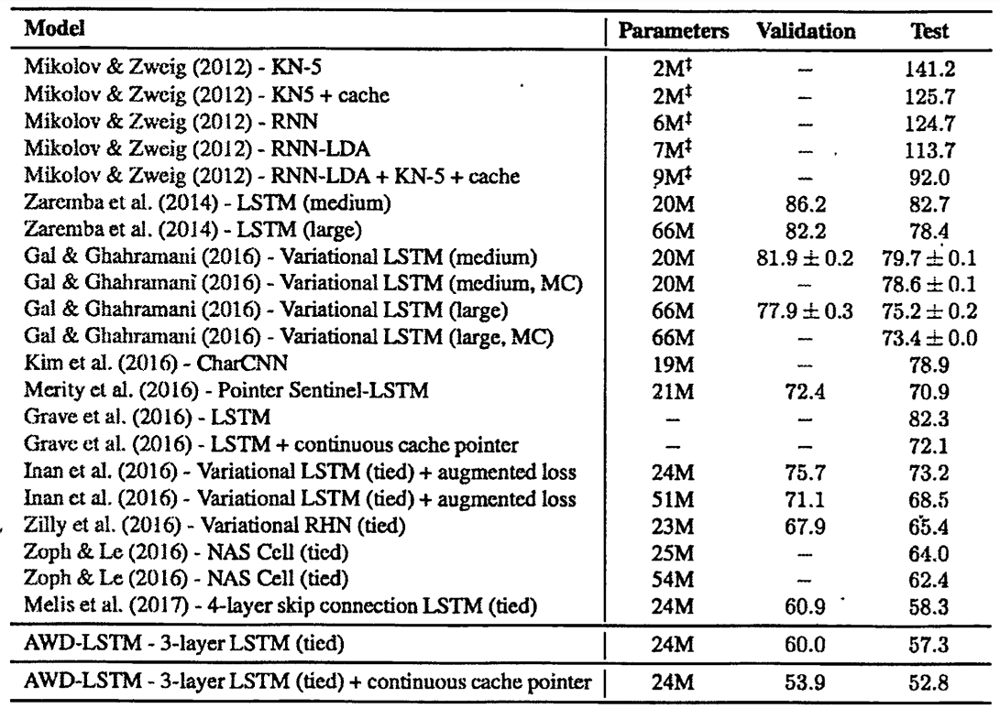 Model Parameters Validation Test
Mikolov & Zweig (2012) - KN-5 2M‡ – 141.2
Mikolov & Zweig (2012) - KN5 + cache 2M‡ – 125.7
Mikolov & Zweig (2012) - RNN 6M‡ – 124.7
Mikolov & Zweig (2012) - RNN-LDA 7M‡ – 113.7
Mikolov & Zweig (2012) - RNN-LDA + KN-5 + cache 9M‡ – 92.0
Zaremba et al. (2014) - LSTM (medium) 20M 86.2 82.7
Zaremba et al. (2014) - LSTM (large) 66M 82.2 78.4
Gal & Ghahramani (2016) - Variational LSTM (medium) 20M 81.9 ± 0.2 79.7 ± 0.1
Gal & Ghahramani (2016) - Variational LSTM (medium, MC) 20M – 78.6 ± 0.1
Gal & Ghahramani (2016) - Variational LSTM (large) 66M 77.9 ± 0.3 75.2 ± 0.2
Gal & Ghahramani (2016) - Variational LSTM (large, MC) 66M – 73.4 ± 0.0
Kim et al. (2016) - CharCNN 19M – 78.9
Merity et al. (2016) - Pointer Sentinel-LSTM 21M 72.4 70.9
Grave et al. (2016) - LSTM – – 82.3
Grave et al. (2016) - LSTM + continuous cache pointer – – 72.1
Inan et al. (2016) - Variational LSTM (tied) + augmented loss 24M 75.7 73.2
Inan et al. (2016) - Variational LSTM (tied) + augmented loss 51M 71.1 68.5
Zilly et al. (2016) - Variational RHN (tied) 23M 67.9 65.4
Zoph & Le (2016) - NAS Cell (tied) 25M – 64.0
Zoph & Le (2016) - NAS Cell (tied) 54M – 62.4
Melis et al. (2017) - 4-layer skip connection LSTM (tied) 24M 60.9 58.3
AWD-LSTM - 3-layer LSTM (tied) 24M 60.0 57.3
AWD-LSTM - 3-layer LSTM (tied) + continuous cache pointer 24M 53.9 52.8